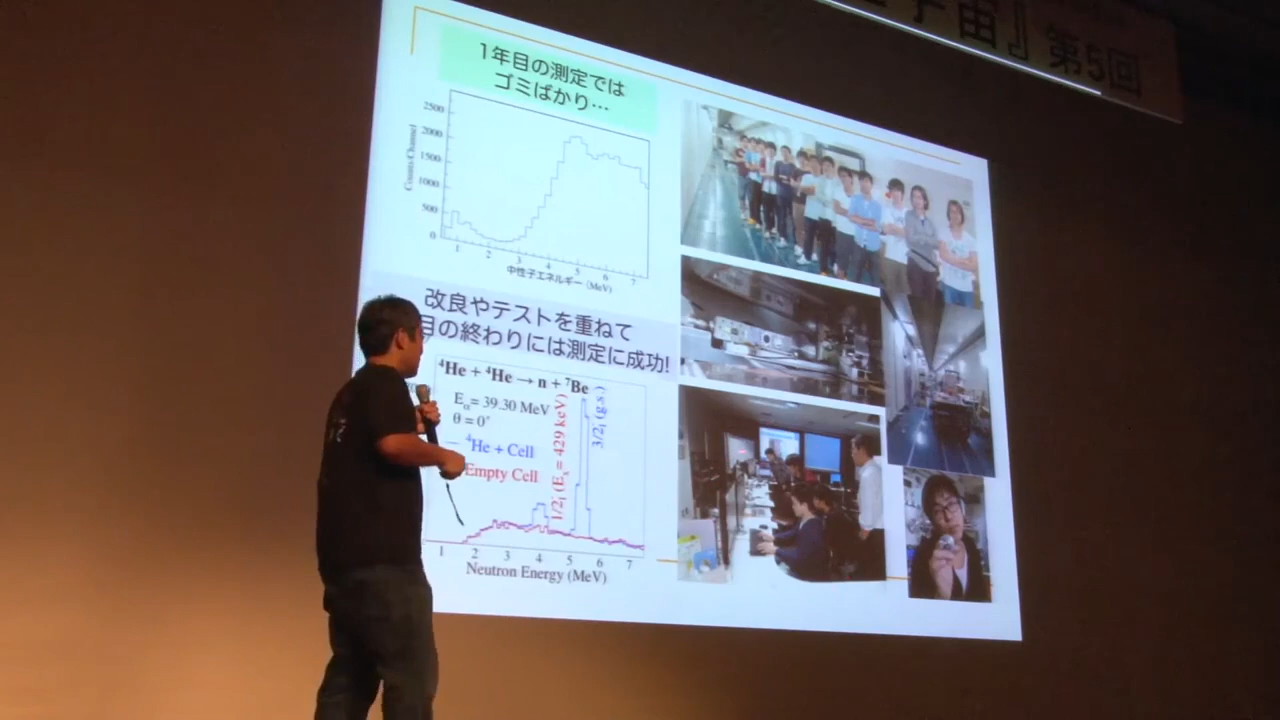 宇宙』第5回
1年目の測定では
ゴミばかり…
Counts/Channel
2500
2000
1500
1000
500
0
1 2 3 4 5 6 7
中性子エネルギー (MeV)
改良やテストを重ねて
目の終わりには測定に成功!
⁴He + ⁴He → n + ⁷Be
Eα = 39.30 MeV
θ = 0°
⁴He + Cell
Empty Cell
1/2⁻ (Eₓ = 429 keV)
3/2⁻ (g.s.)
1 2 3 4 5 6 7
Neutron Energy (MeV)